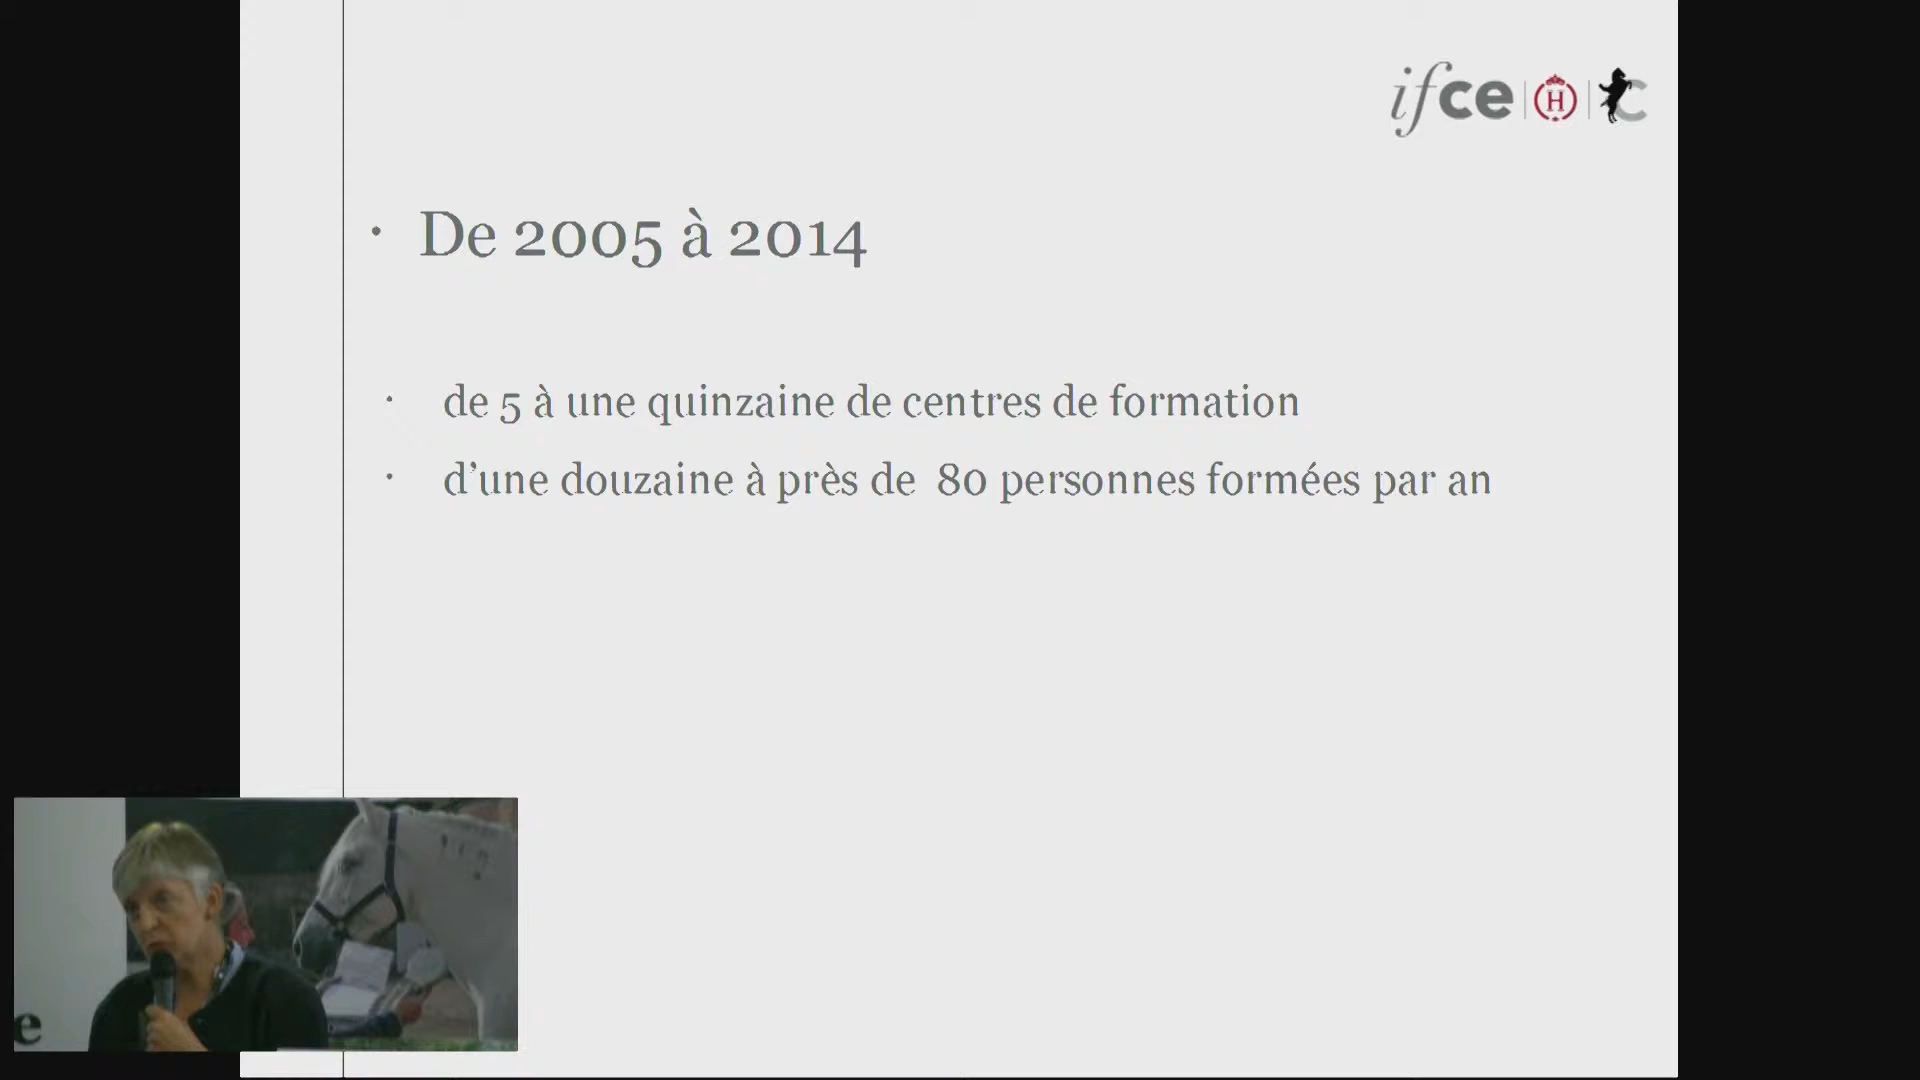 ifce | H | C
De 2005 à 2014
de 5 à une quinzaine de centres de formation
d'une douzaine à près de 80 personnes formées par an
e